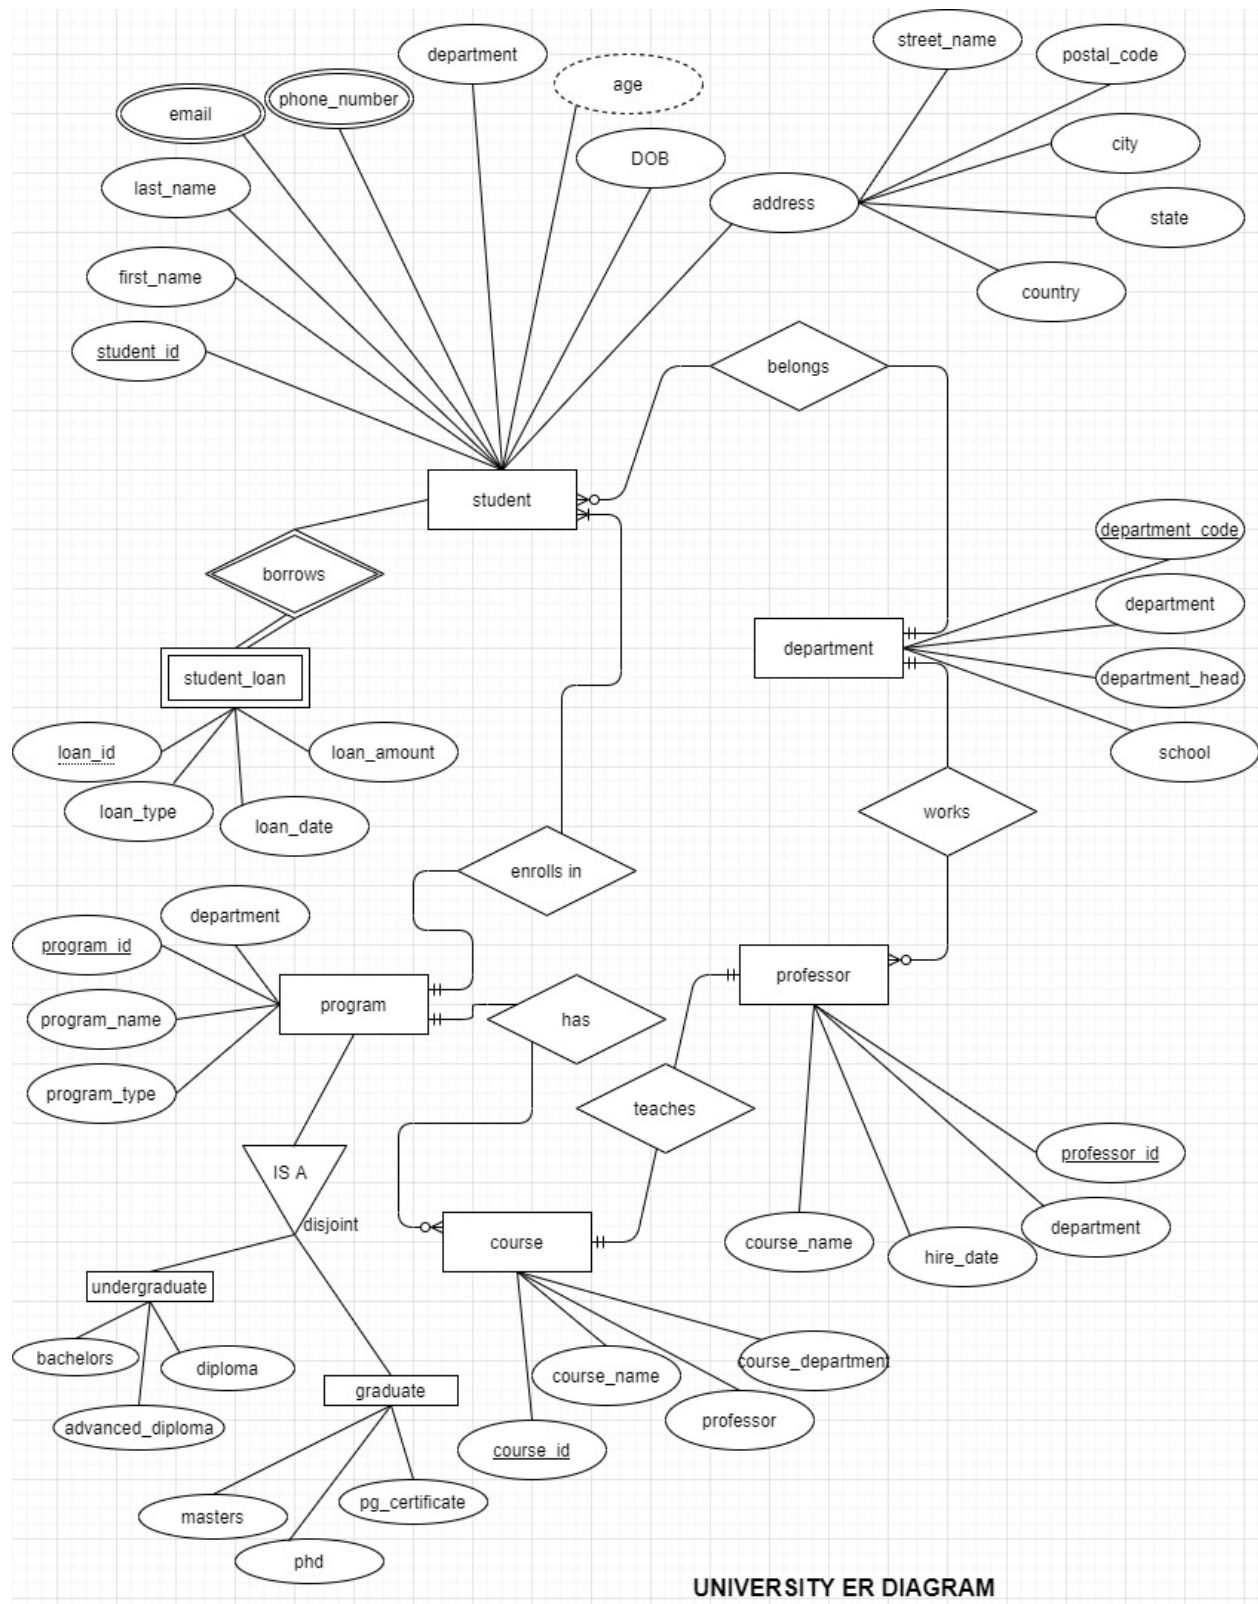 street_name
department
postal_code
age
phone_number
email
city
DOB
last_name
address
state
first_name
country
student_id
belongs
student
department_code
borrows
department
department
student_loan
department_head
loan_id
loan_amount
school
loan_type
loan_date
works
enrolls in
department
program_id
professor
program
program_name
has
program_type
teaches
professor_id
IS A
disjoint
department
course_name
course
hire_date
undergraduate
bachelors
diploma
course_department
course_name
graduate
advanced_diploma
professor
course_id
pg_certificate
masters
phd
UNIVERSITY ER DIAGRAM